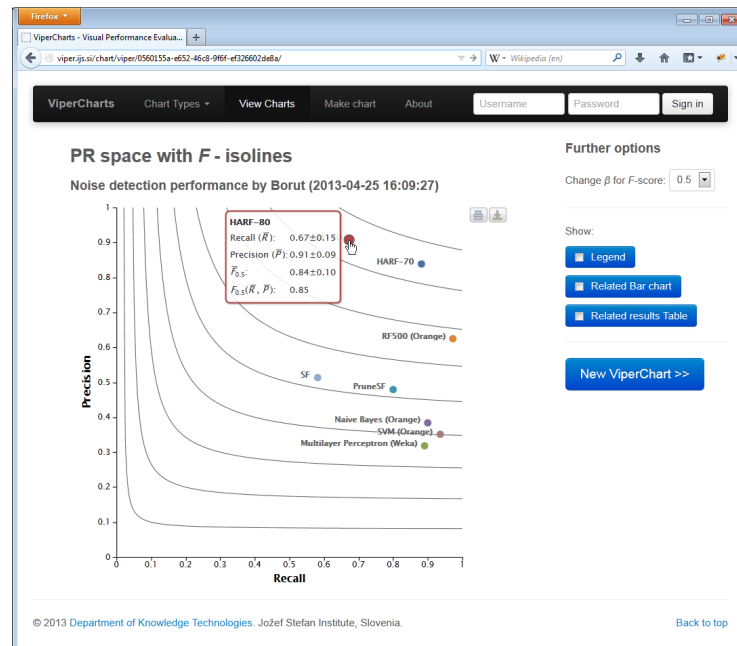 Firefox
ViperCharts - Visual Performance Evalua...
viper.ijs.si/chart/viper/0560155a-e652-46c8-9f6f-ef326602de8a/
W - Wikipedia (en)
ViperCharts Chart Types View Charts Make chart About Username Password Sign in
PR space with F - isolines
Noise detection performance by Borut (2013-04-25 16:09:27)
Further options
Change β for F-score: 0.5
Show:
Legend
Related Bar chart
Related results Table
New ViperChart >>
HARF-80
Recall (R̅): 0.67±0.15
Precision (P̅): 0.91±0.09
F̅0.5: 0.84±0.10
F0.5(R̅, P̅): 0.85
HARF-70
RF500 (Orange)
SF
PruneSF
Naive Bayes (Orange)
SVM (Orange)
Multilayer Perceptron (Weka)
Precision
1
0.9
0.8
0.7
0.6
0.5
0.4
0.3
0.2
0.1
0
0 0.1 0.2 0.3 0.4 0.5 0.6 0.7 0.8 0.9 1
Recall
© 2013 Department of Knowledge Technologies. Jožef Stefan Institute, Slovenia.
Back to top